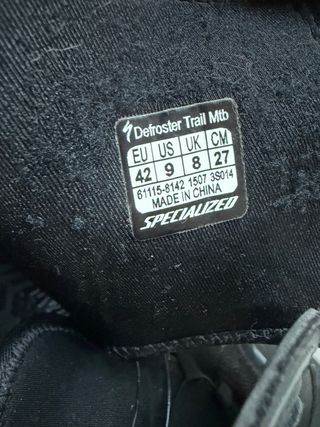 Defroster Trail Mtb
EU US UK CM
42 9 8 27
61115-8142 1507 3S014
MADE IN CHINA
SPECIALIZED